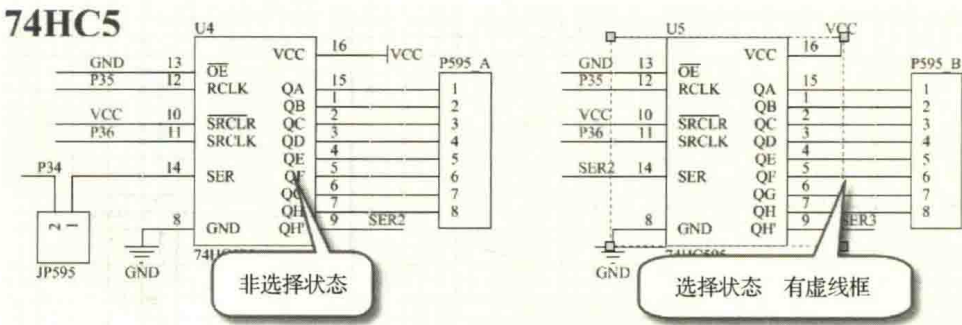 74HC5
U4
VCC
16
VCC
GND
13
OE
P35
12
RCLK
VCC
10
SRCLR
P36
11
SRCLK
P34
14
SER
8
GND
GND
2
1
JP595
QA
QB
QC
QD
QE
QF
QH
QH'
15
1
2
3
4
5
6
7
9
SER2
P595_A
1
2
3
4
5
6
7
8
非选择状态
U5
VCC
16
VCC
GND
13
OE
P35
12
RCLK
VCC
10
SRCLR
P36
11
SRCLK
SER2
14
SER
8
GND
GND
QA
QB
QC
QD
QE
QF
QG
QH
QH'
15
1
2
3
4
5
6
7
9
SER3
P595_B
1
2
3
4
5
6
7
8
74HC595
选择状态 有虚线框